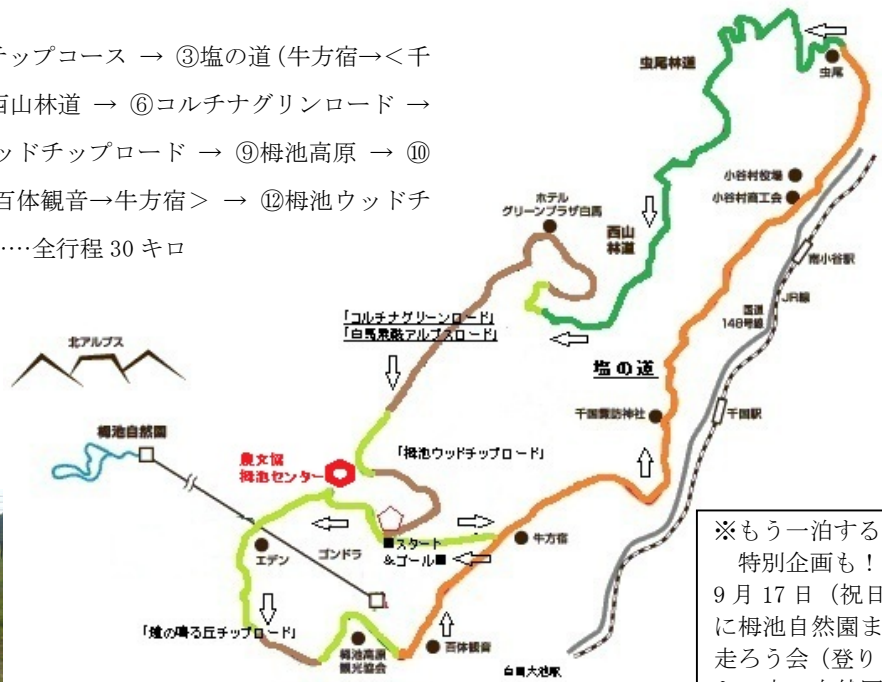 チップコース → ③塩の道(牛方宿→<千
西山林道 → ⑥コルチナグリンロード →
ッドチップロード → ⑨栂池高原 → ⑩
百体観音→牛方宿> → ⑫栂池ウッドチ
……全行程 30 キロ
虫尾林道
虫尾
小谷村役場
小谷村商工会
ホテル
グリーンプラザ白馬
西山
林道
南小谷駅
JR線
国道
148号線
「コルチナグリーンロード」
「白馬乗鞍アルプスロード」
北アルプス
塩の道
千国諏訪神社
千国駅
栂池自然園
農文協
栂池センター
「栂池ウッドチップロード」
■スタート
&ゴール■
牛方宿
エデン
ゴンドラ
「鐘の鳴る丘チップロード」
栂池高原
観光協会
百体観音
白馬大池駅
※もう一泊する
特別企画も!
9 月 17 日(祝日
に栂池自然園ま
走ろう会(登り